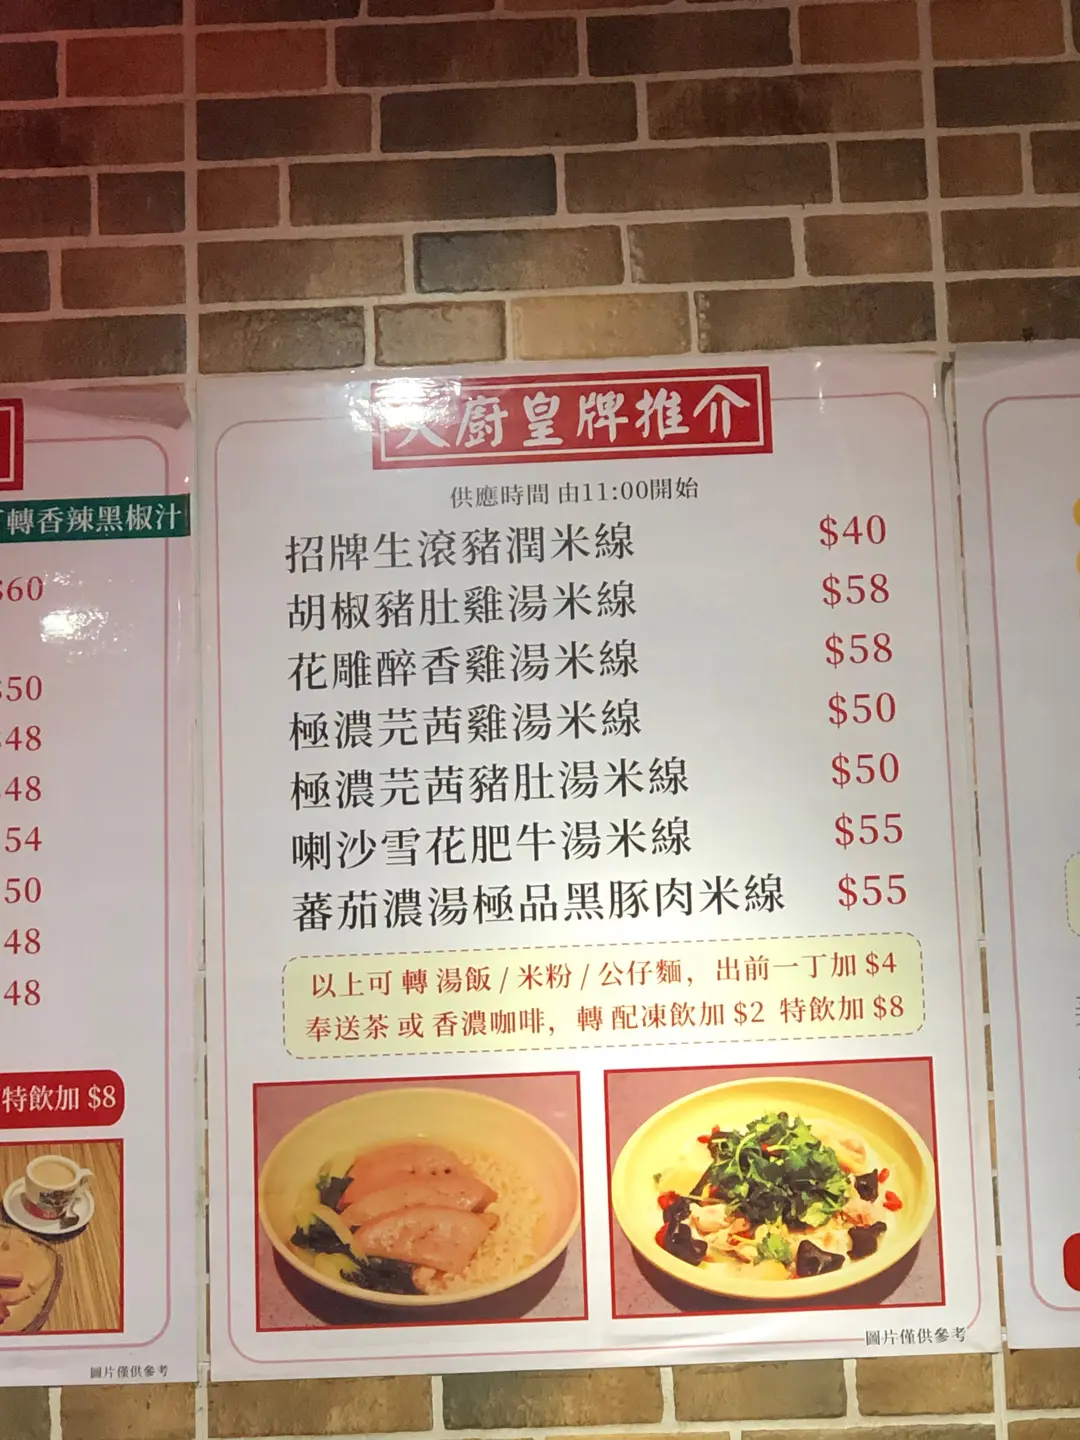 轉香辣黑椒汁
$60
$50
48
48
54
50
48
48
特飲加 $8
圖片僅供參考
大廚皇牌推介
供應時間 由11:00開始
招牌生滾豬潤米線 $40
胡椒豬肚雞湯米線 $58
花雕醉香雞湯米線 $58
極濃芫茜雞湯米線 $50
極濃芫茜豬肚湯米線 $50
喇沙雪花肥牛湯米線 $55
蕃茄濃湯極品黑豚肉米線 $55
以上可 轉 湯飯 / 米粉 / 公仔麵，出前一丁加 $4
奉送茶 或 香濃咖啡，轉 配凍飲加 $2 特飲加 $8
圖片僅供參考